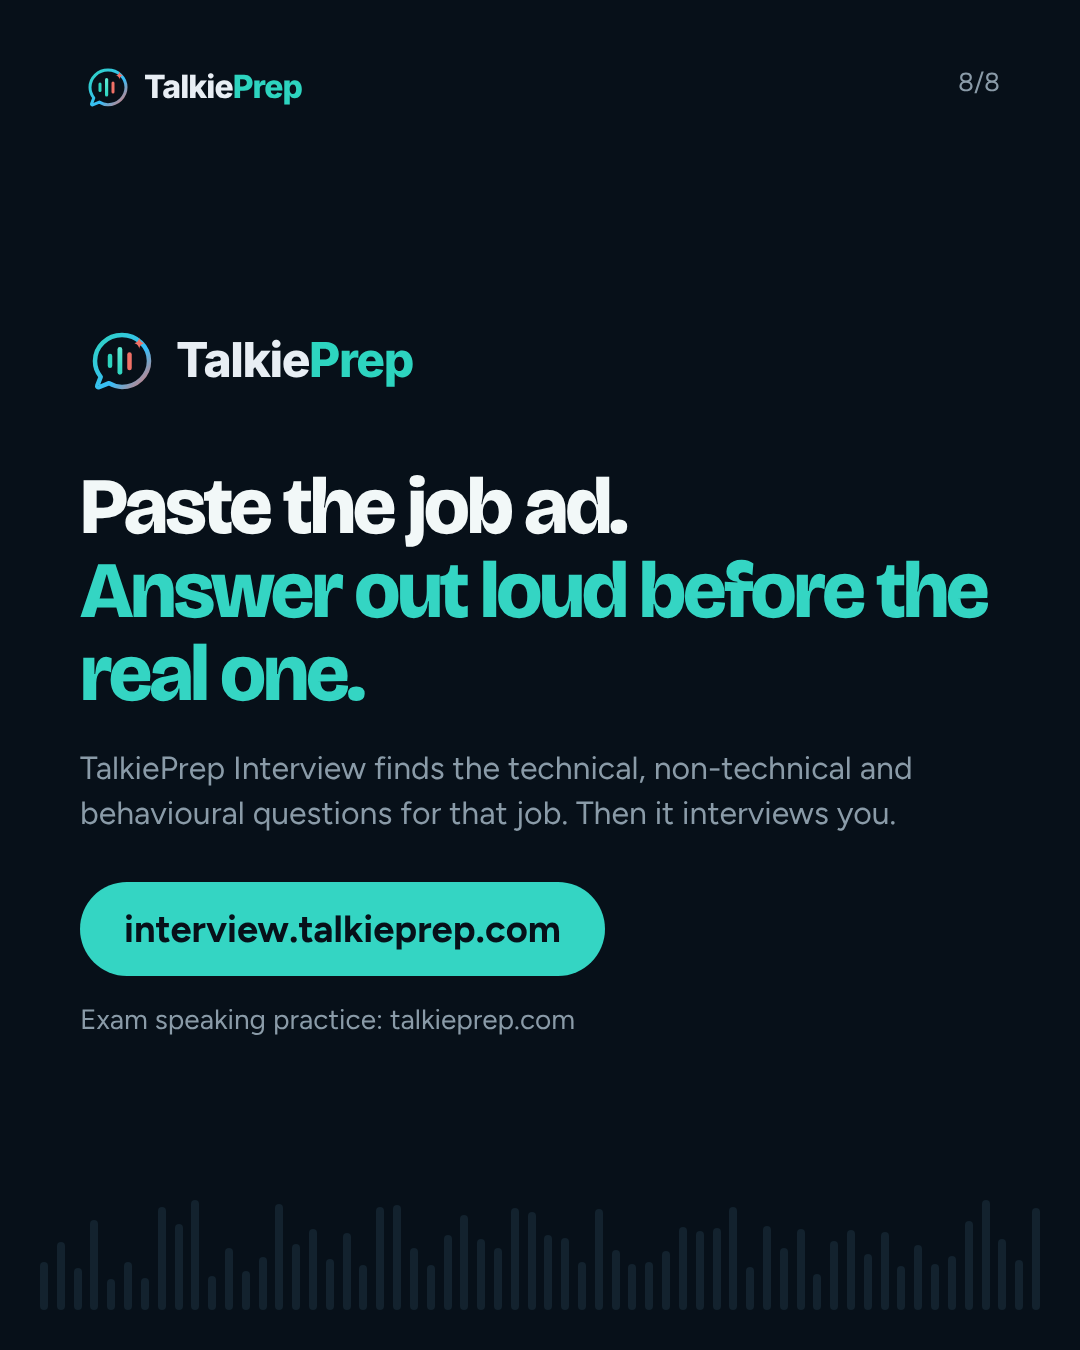 TalkiePrep
8/8
TalkiePrep
Paste the job ad.
Answer out loud before the
real one.
TalkiePrep Interview finds the technical, non-technical and
behavioural questions for that job. Then it interviews you.
interview.talkieprep.com
Exam speaking practice: talkieprep.com